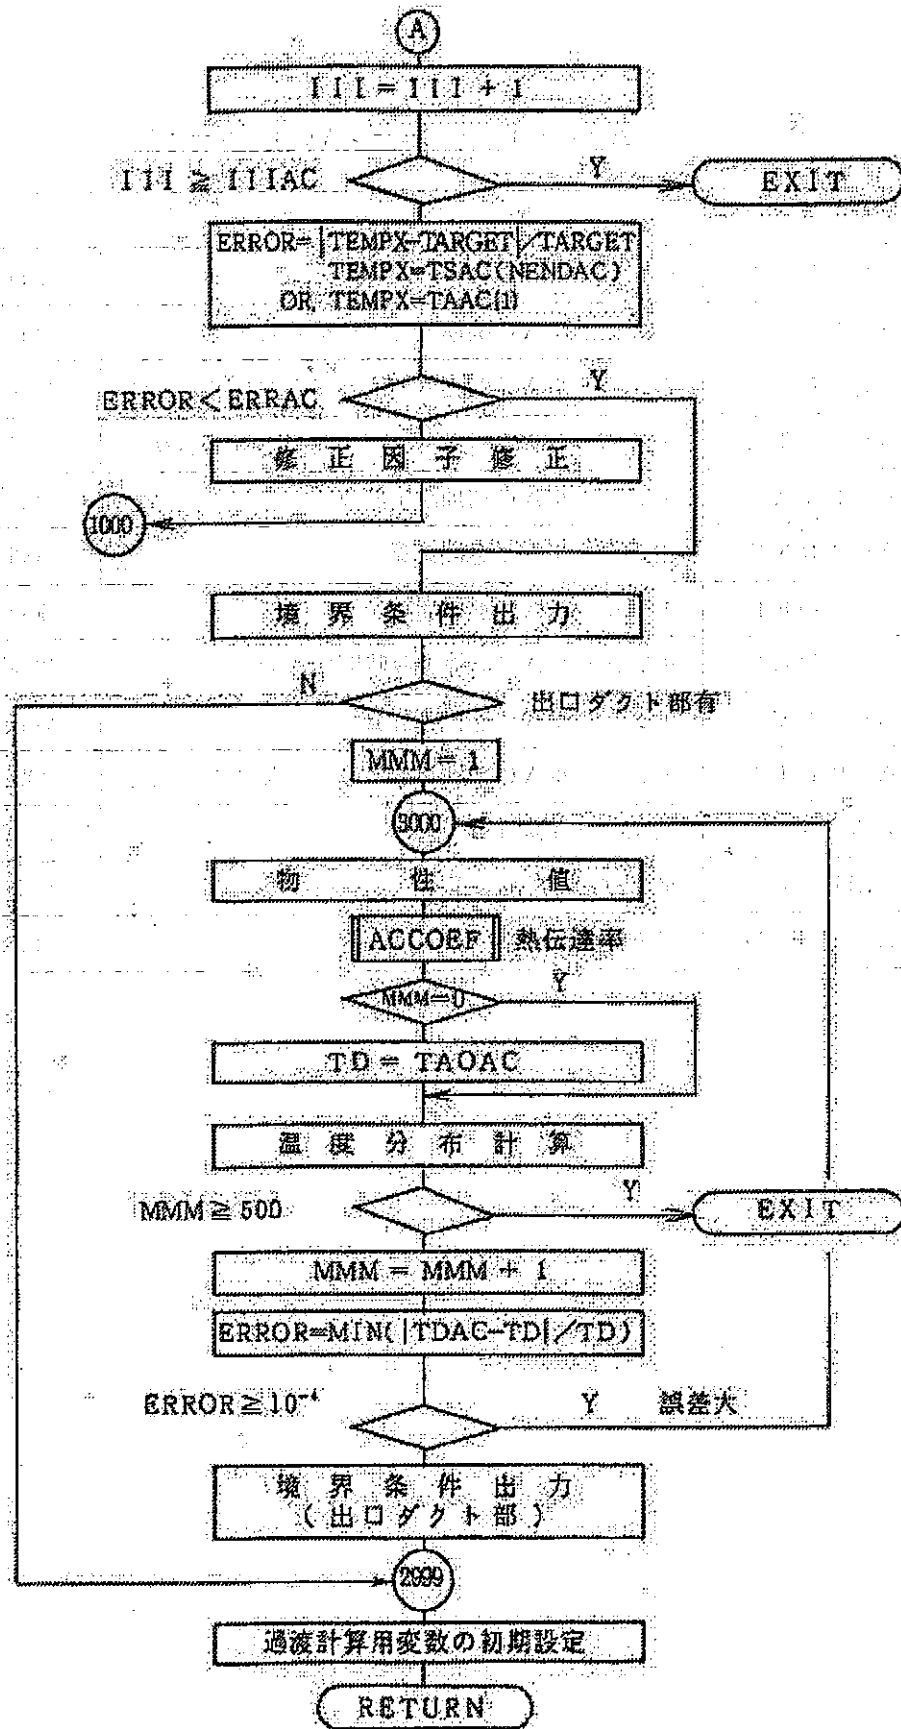 A
III = III + 1
III ≧ IIIAC
Y
EXIT
ERROR=|TEMPX-TARGET|/TARGET
TEMPX=TSAC(NENDAC)
OR TEMPX=TAAC(1)
Y
ERROR<ERRAC
修正因子修正
1000
境界条件出力
N
出口ダクト部有
MMM=1
3000
物性値
ACCOEF
熱伝達率
Y
MMM=0
TD=TAOAC
温度分布計算
Y
MMM≧500
EXIT
MMM=MMM+1
ERROR=MIN(|TDAC-TD|/TD)
ERROR≧10⁻⁴
Y 誤差大
境界条件出力
(出口ダクト部)
2999
過渡計算用変数の初期設定
RETURN